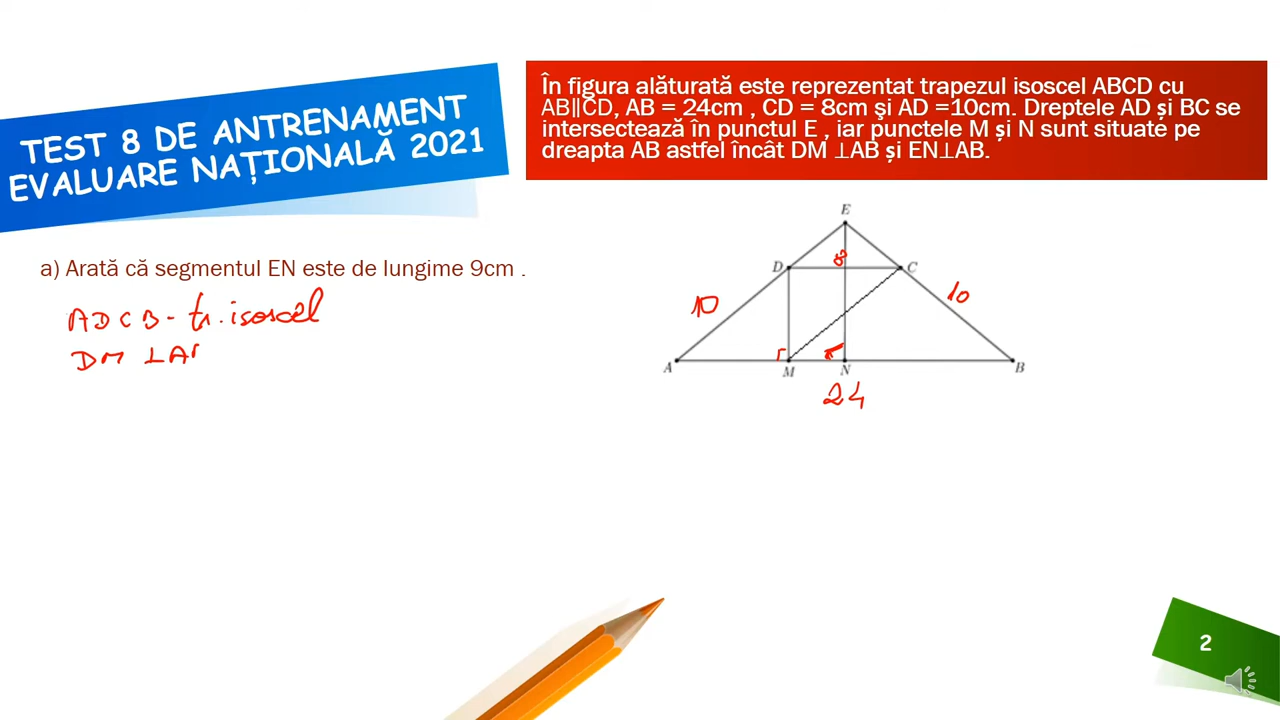 TEST 8 DE ANTRENAMENT
EVALUARE NAȚIONALĂ 2021
În figura alăturată este reprezentat trapezul isoscel ABCD cu
AB∥CD, AB = 24cm , CD = 8cm şi AD =10cm. Dreptele AD și BC se
intersectează în punctul E , iar punctele M și N sunt situate pe
dreapta AB astfel încât DM ⊥AB și EN⊥AB.
a) Arată că segmentul EN este de lungime 9cm .
ADCB - tr. isoscel
DM ⊥
E
8
D
C
10
10
A
M
N
B
24
2